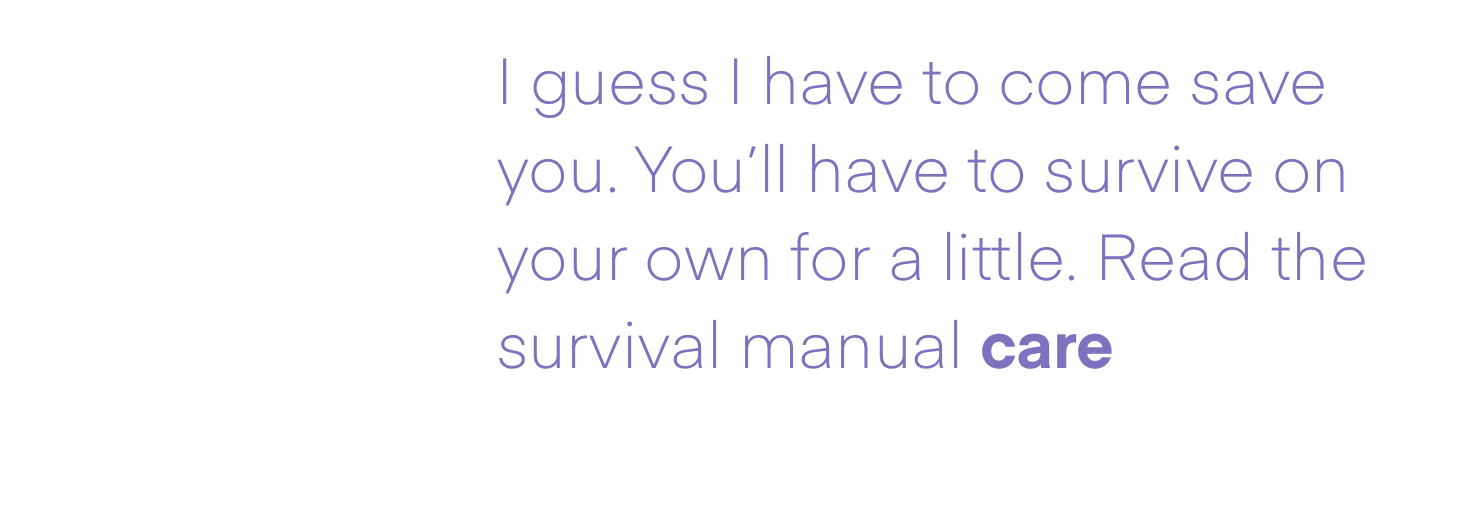 I guess I have to come save
you. You’ll have to survive on
your own for a little. Read the
survival manual care